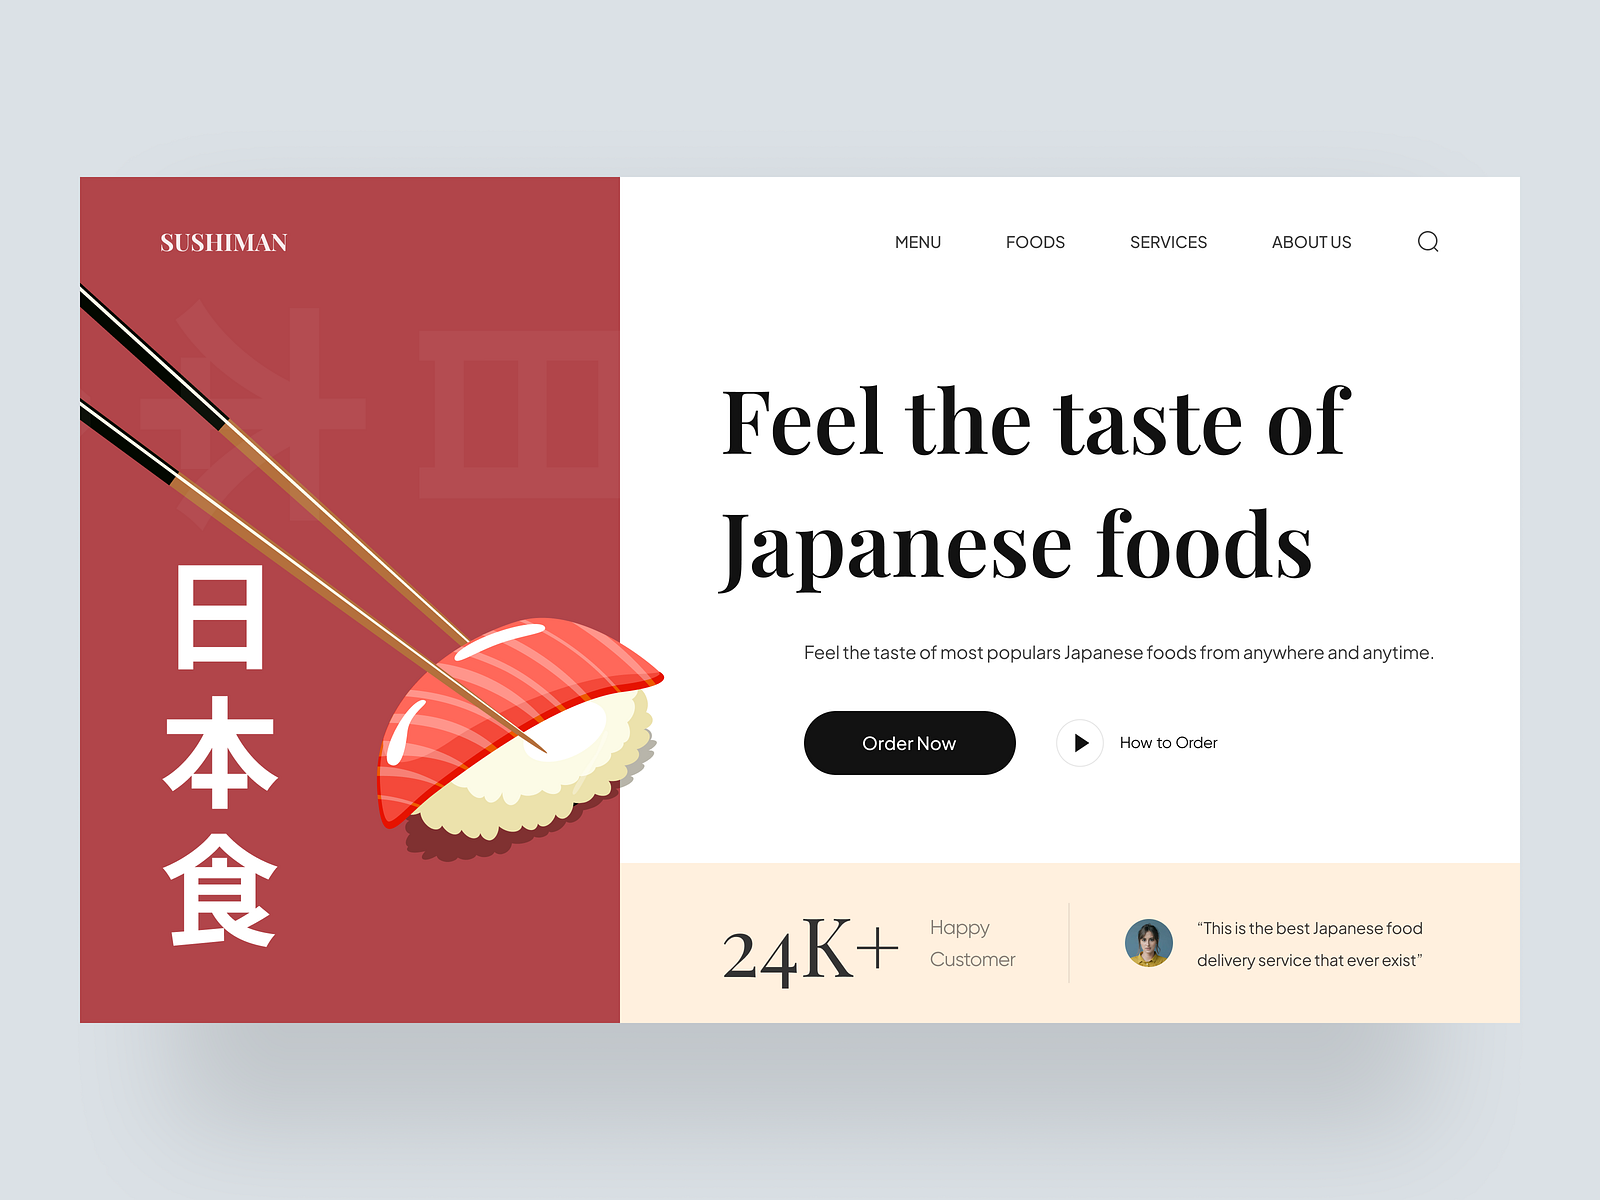 SUSHIMAN
MENU FOODS SERVICES ABOUT US
日本食
Feel the taste of
Japanese foods
Feel the taste of most populars Japanese foods from anywhere and anytime.
Order Now
How to Order
24K+
Happy
Customer
“This is the best Japanese food
delivery service that ever exist”